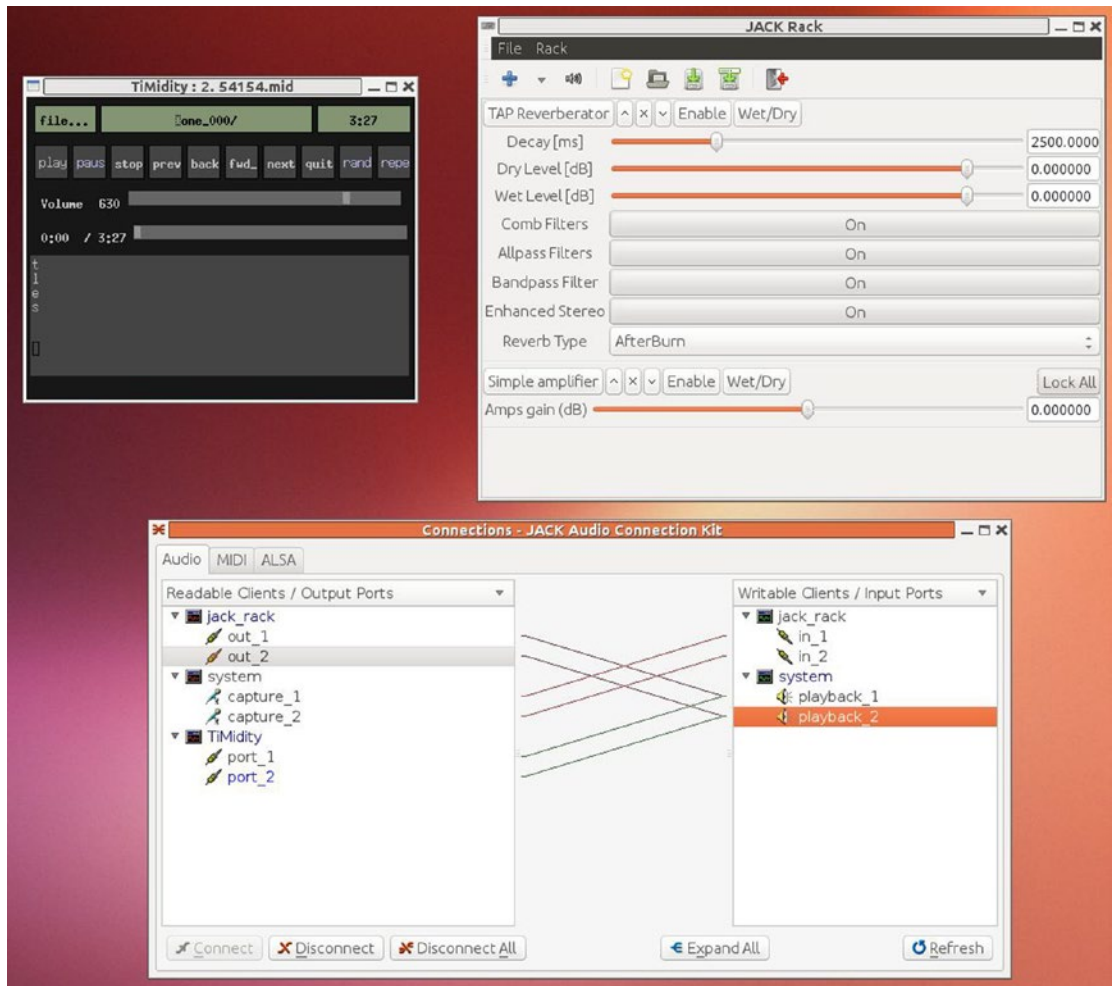 TiMidity : 2. 54154.mid
file... one_000/ 3:27
play paus stop prev back fwd_ next quit rand repe
Volume 630
0:00 / 3:27
t
l
e
s
JACK Rack
File Rack
TAP Reverberator Enable Wet/Dry
Decay [ms] 2500.0000
Dry Level [dB] 0.000000
Wet Level [dB] 0.000000
Comb Filters On
Allpass Filters On
Bandpass Filter On
Enhanced Stereo On
Reverb Type AfterBurn
Simple amplifier Enable Wet/Dry Lock All
Amps gain (dB) 0.000000
Connections - JACK Audio Connection Kit
Audio MIDI ALSA
Readable Clients / Output Ports
jack_rack
out_1
out_2
system
capture_1
capture_2
TiMidity
port_1
port_2
Writable Clients / Input Ports
jack_rack
in_1
in_2
system
playback_1
playback_2
Connect Disconnect Disconnect All Expand All Refresh